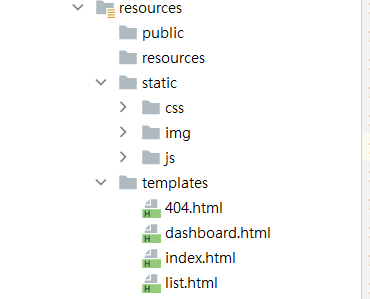 resources
public
resources
static
css
img
js
templates
404.html
dashboard.html
index.html
list.html